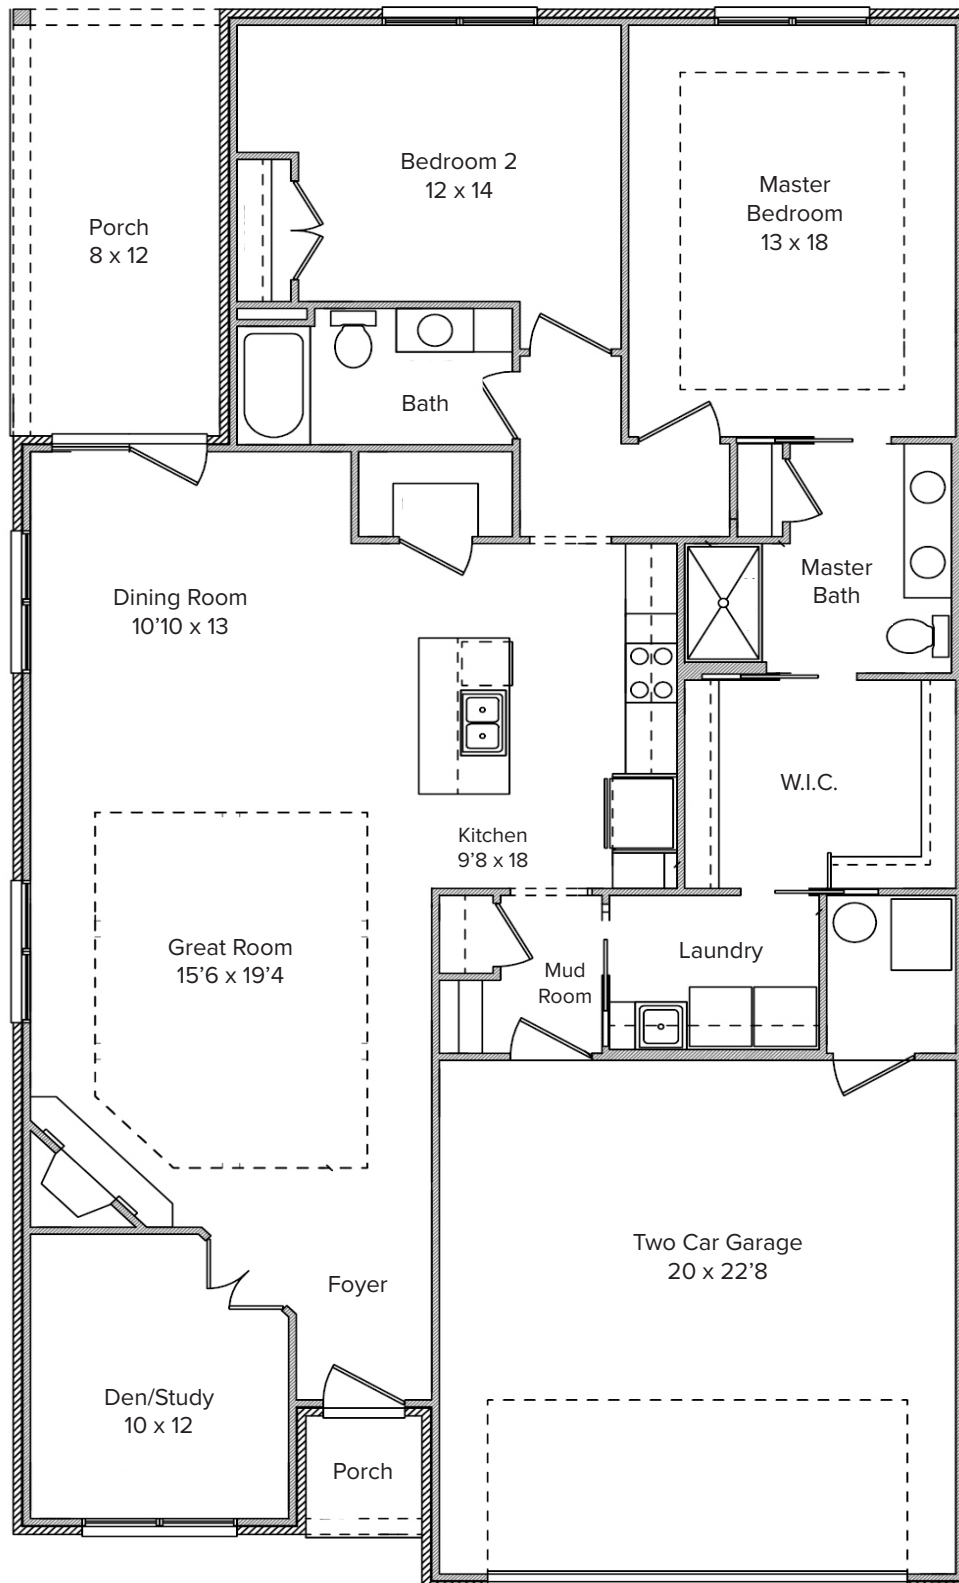 Bedroom 2
12 x 14
Master
Bedroom
13 x 18
Porch
8 x 12
Bath
Master
Bath
Dining Room
10'10 x 13
W.I.C.
Kitchen
9'8 x 18
Great Room
15'6 x 19'4
Laundry
Mud
Room
Two Car Garage
20 x 22'8
Foyer
Den/Study
10 x 12
Porch